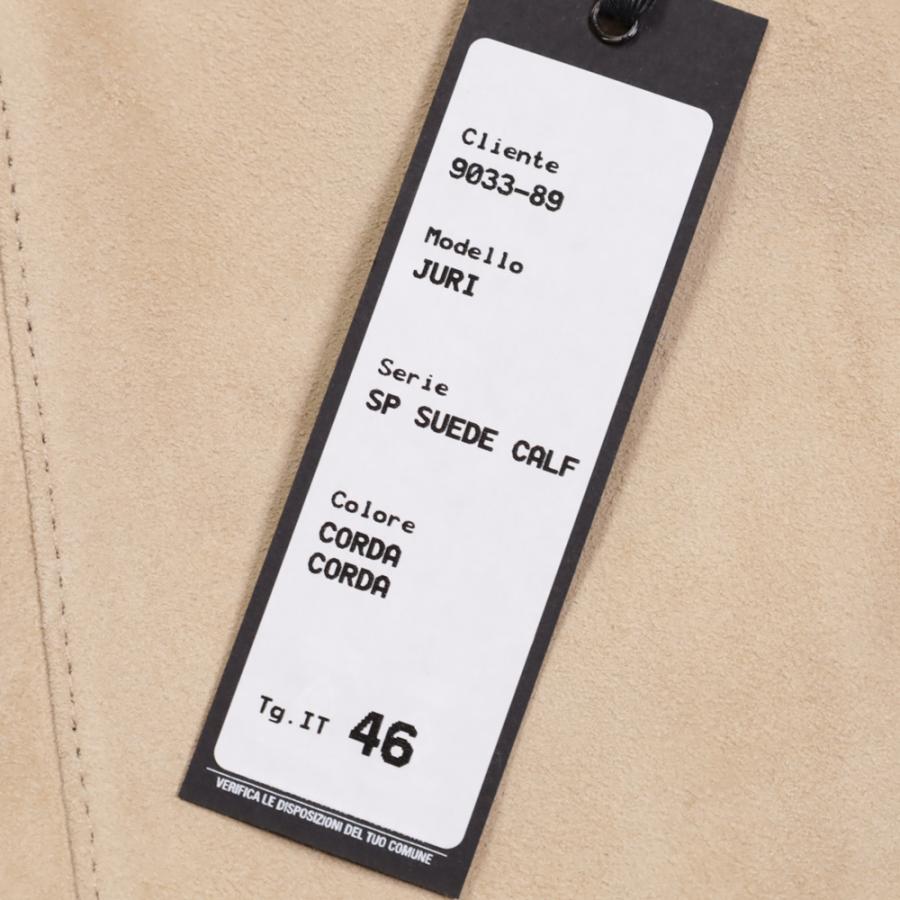 Cliente
9033-89
Modello
JURI
Serie
SP SUEDE CALF
Colore
CORDA
CORDA
Tg.IT 46
VERIFICA LE DISPOSIZIONI DEL TUO COMUNE